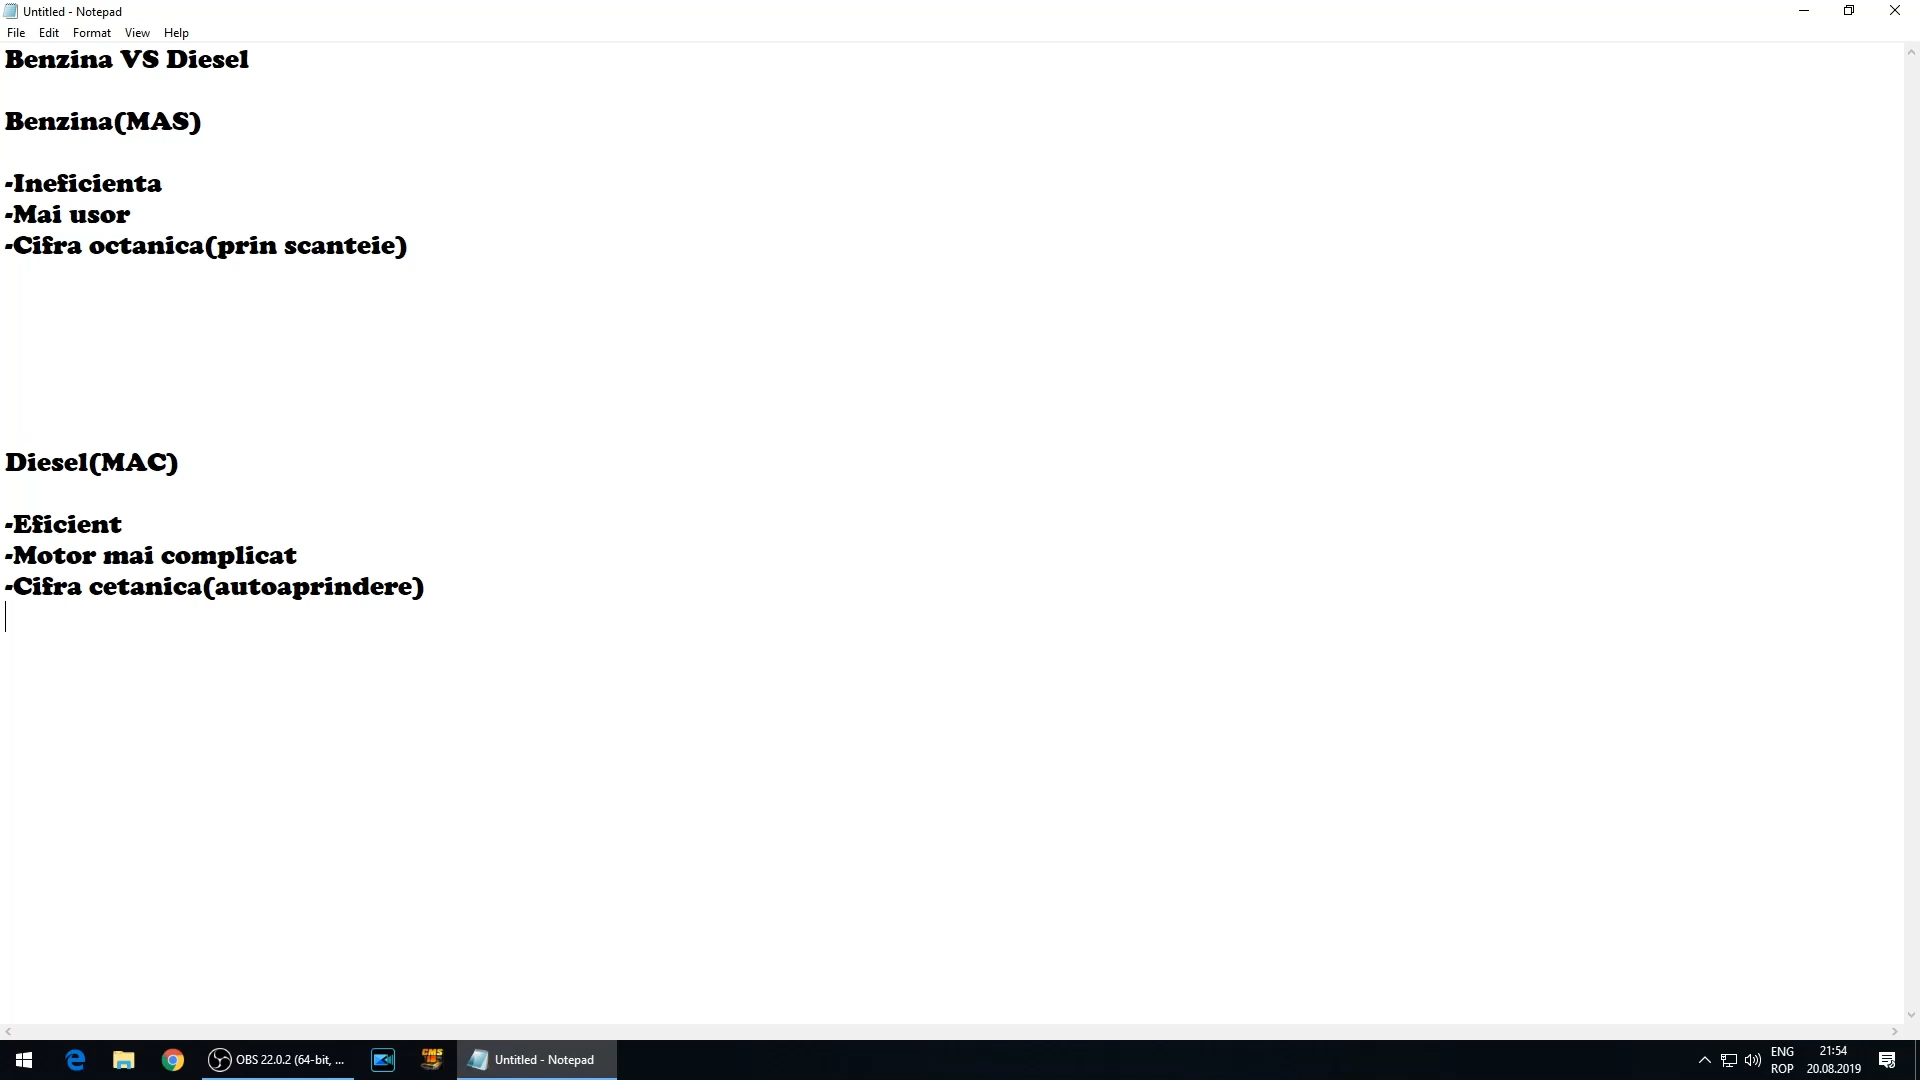 Untitled - Notepad
File Edit Format View Help
Benzina VS Diesel
Benzina(MAS)
-Ineficienta
-Mai usor
-Cifra octanica(prin scanteie)
Diesel(MAC)
-Eficient
-Motor mai complicat
-Cifra cetanica(autoaprindere)
OBS 22.0.2 (64-bit, ...
CMS
Untitled - Notepad
ENG
ROP
21:54
20.08.2019